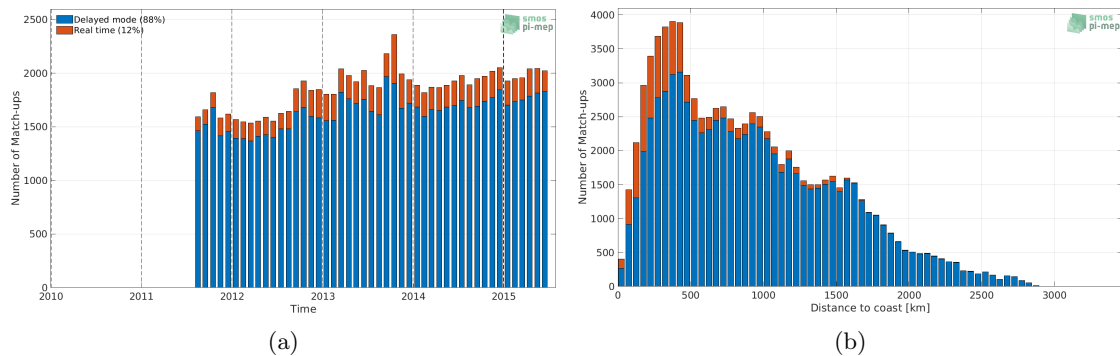 Delayed mode (88%)
Real time (12%)
smos
pi-mep
Number of Match-ups
2500
2000
1500
1000
500
0
2010
2011
2012
2013
2014
2015
Time
(a)
smos
pi-mep
Number of Match-ups
4000
3500
3000
2500
2000
1500
1000
500
0
0
500
1000
1500
2000
2500
3000
Distance to coast [km]
(b)